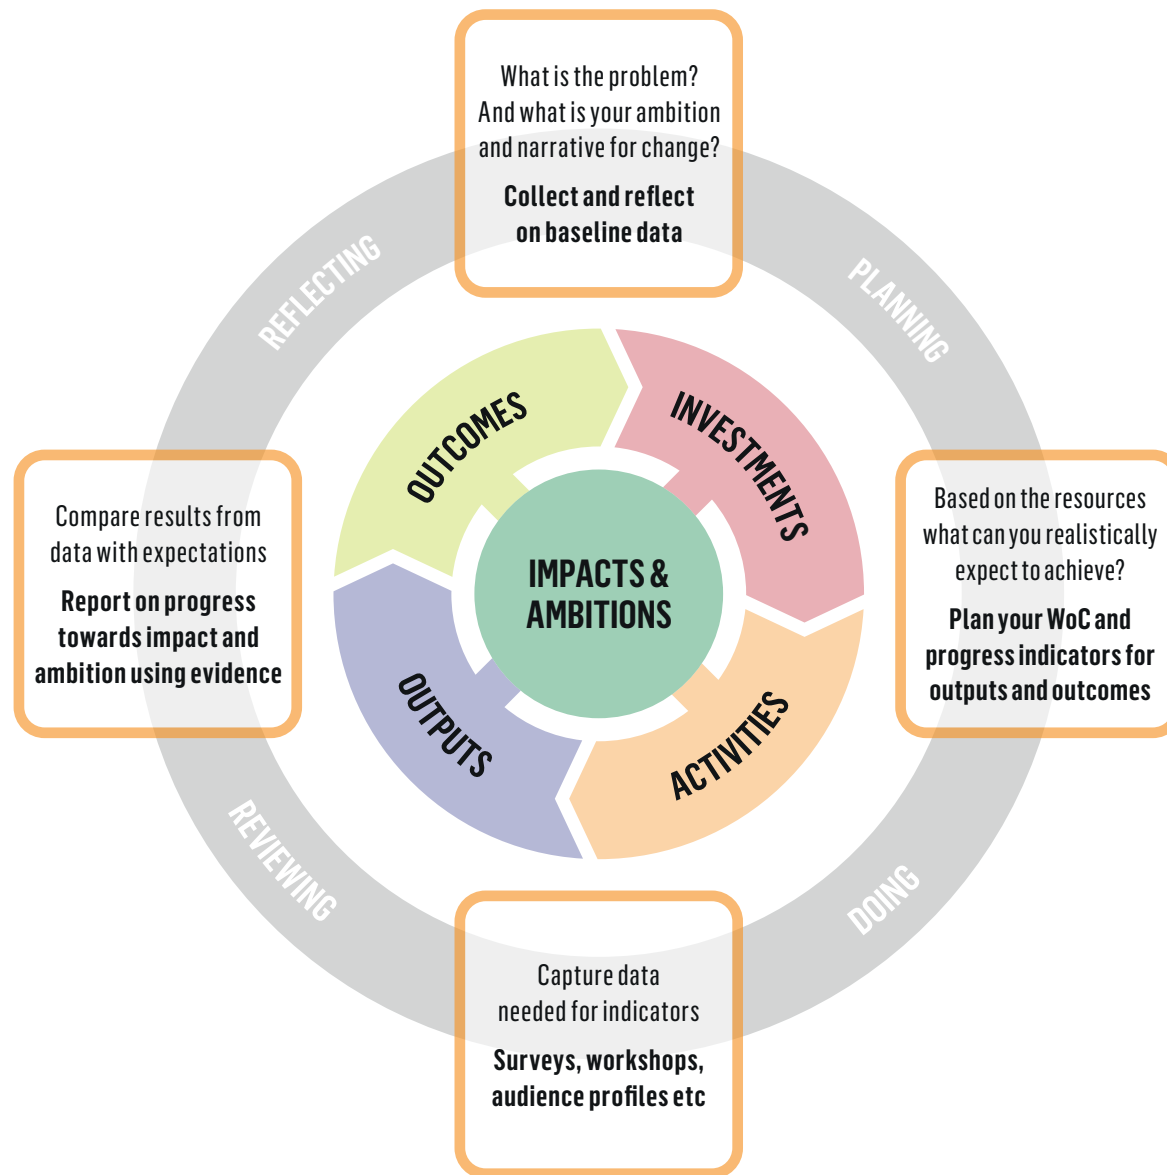 What is the problem?
And what is your ambition
and narrative for change?
Collect and reflect
on baseline data
REFLECTING
PLANNING
OUTCOMES
INVESTMENTS
Compare results from
data with expectations
Report on progress
towards impact and
ambition using evidence
IMPACTS &
AMBITIONS
Based on the resources
what can you realistically
expect to achieve?
Plan your WoC and
progress indicators for
outputs and outcomes
OUTPUTS
ACTIVITIES
REVIEWING
DOING
Capture data
needed for indicators
Surveys, workshops,
audience profiles etc